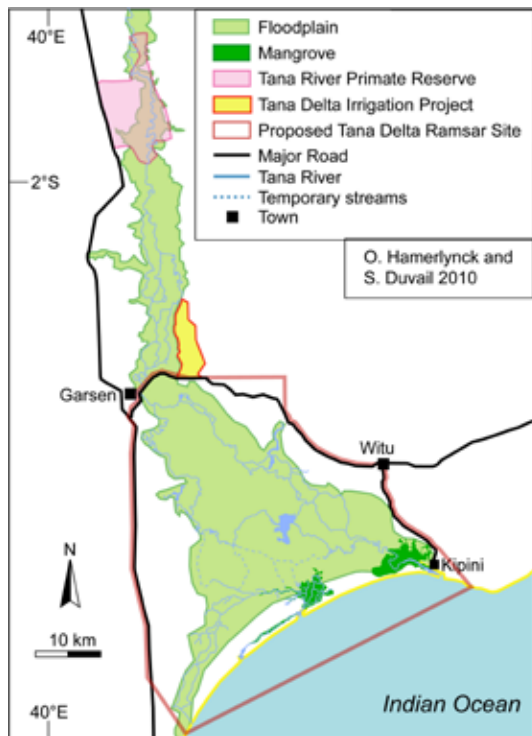 40°E
Floodplain
Mangrove
Tana River Primate Reserve
Tana Delta Irrigation Project
Proposed Tana Delta Ramsar Site
Major Road
Tana River
Temporary streams
Town
2°S
O. Hamerlynck and
S. Duvail 2010
Garsen
Witu
Kipini
N
10 km
Indian Ocean
40°E